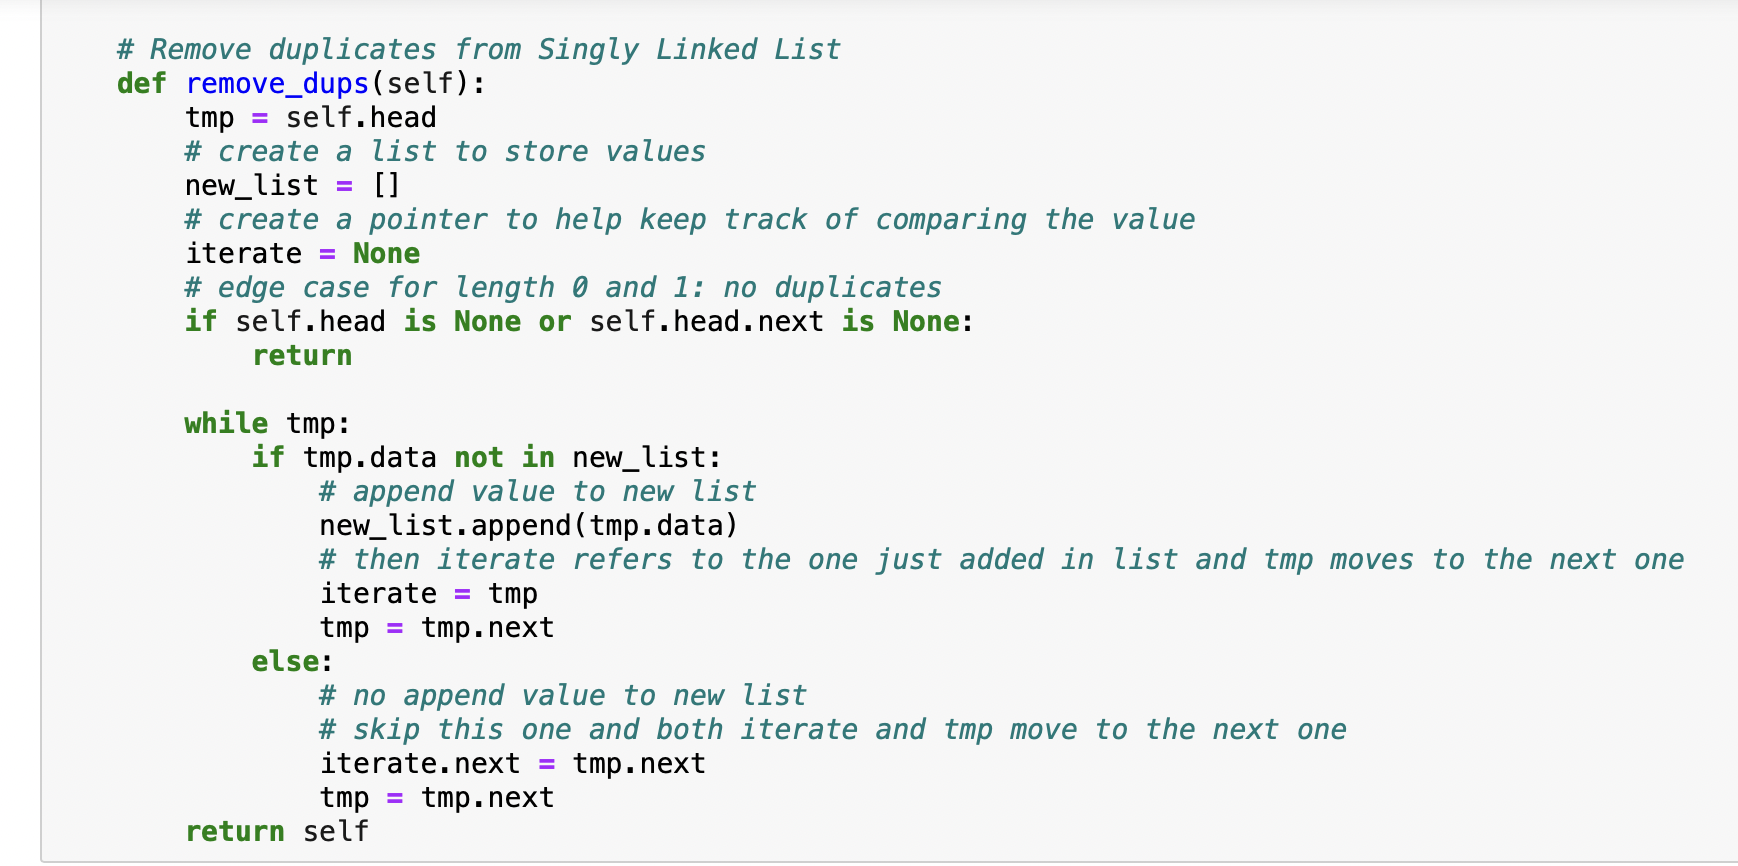 # Remove duplicates from Singly Linked List
def remove_dups(self):
    tmp = self.head
    # create a list to store values
    new_list = []
    # create a pointer to help keep track of comparing the value
    iterate = None
    # edge case for length 0 and 1: no duplicates
    if self.head is None or self.head.next is None:
        return

    while tmp:
        if tmp.data not in new_list:
            # append value to new list
            new_list.append(tmp.data)
            # then iterate refers to the one just added in list and tmp moves to the next one
            iterate = tmp
            tmp = tmp.next
        else:
            # no append value to new list
            # skip this one and both iterate and tmp move to the next one
            iterate.next = tmp.next
            tmp = tmp.next
    return self